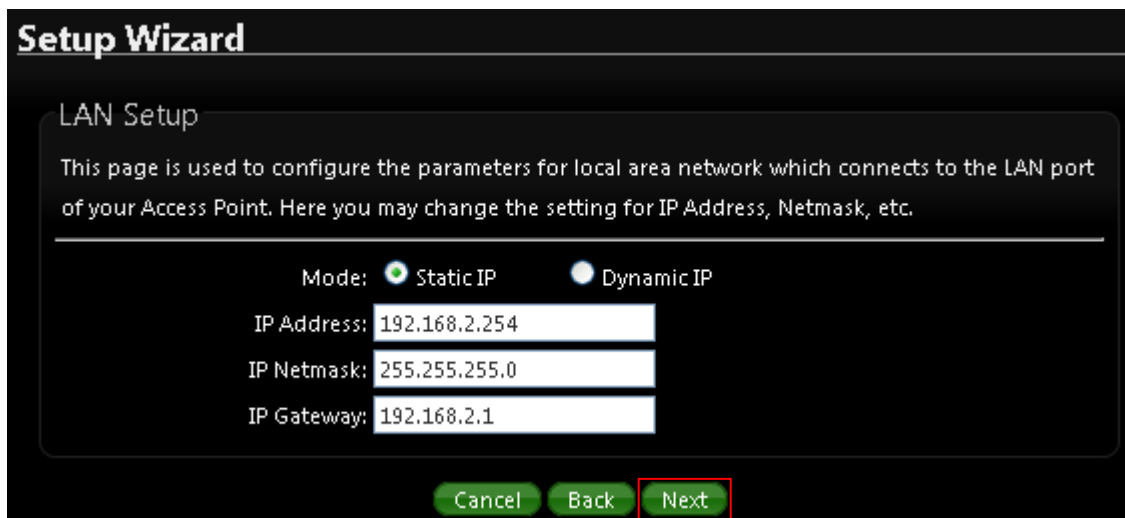 Setup Wizard
LAN Setup
This page is used to configure the parameters for local area network which connects to the LAN port
of your Access Point. Here you may change the setting for IP Address, Netmask, etc.
Mode: Static IP Dynamic IP
IP Address: 192.168.2.254
IP Netmask: 255.255.255.0
IP Gateway: 192.168.2.1
Cancel Back Next